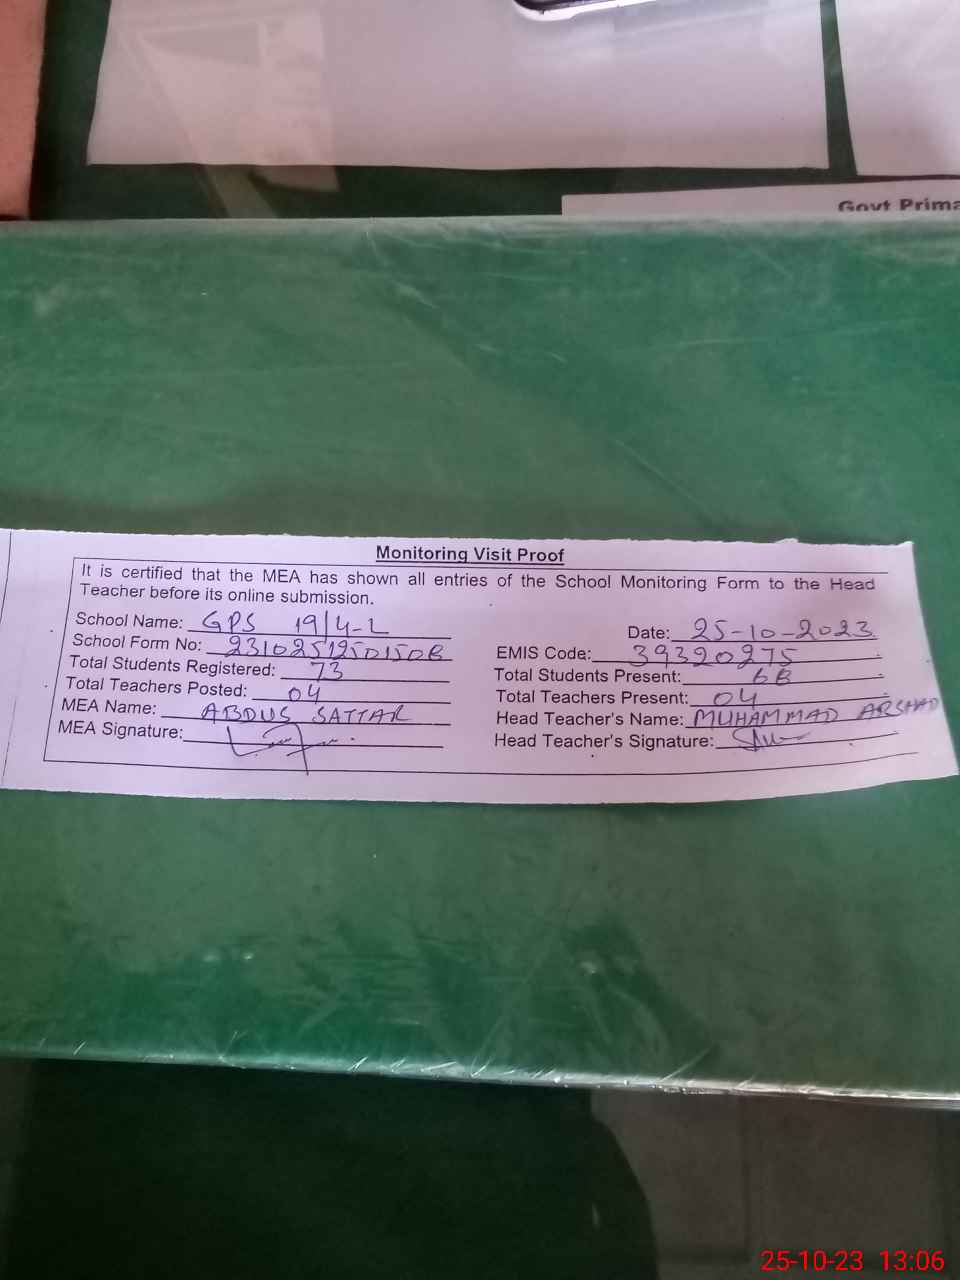 Govt Prima
Monitoring Visit Proof
It is certified that the MEA has shown all entries of the School Monitoring Form to the Head
Teacher before its online submission.
School Name: GPS 19/4-L Date: 25-10-2023
School Form No: EMIS Code: 39320275
Total Students Registered: 73 Total Students Present: 68
Total Teachers Posted: 04 Total Teachers Present: 04
MEA Name: ABDUS SATTAR Head Teacher's Name: MUHAMMAD ARSHAD
MEA Signature: Head Teacher's Signature:
25-10-23 13:06